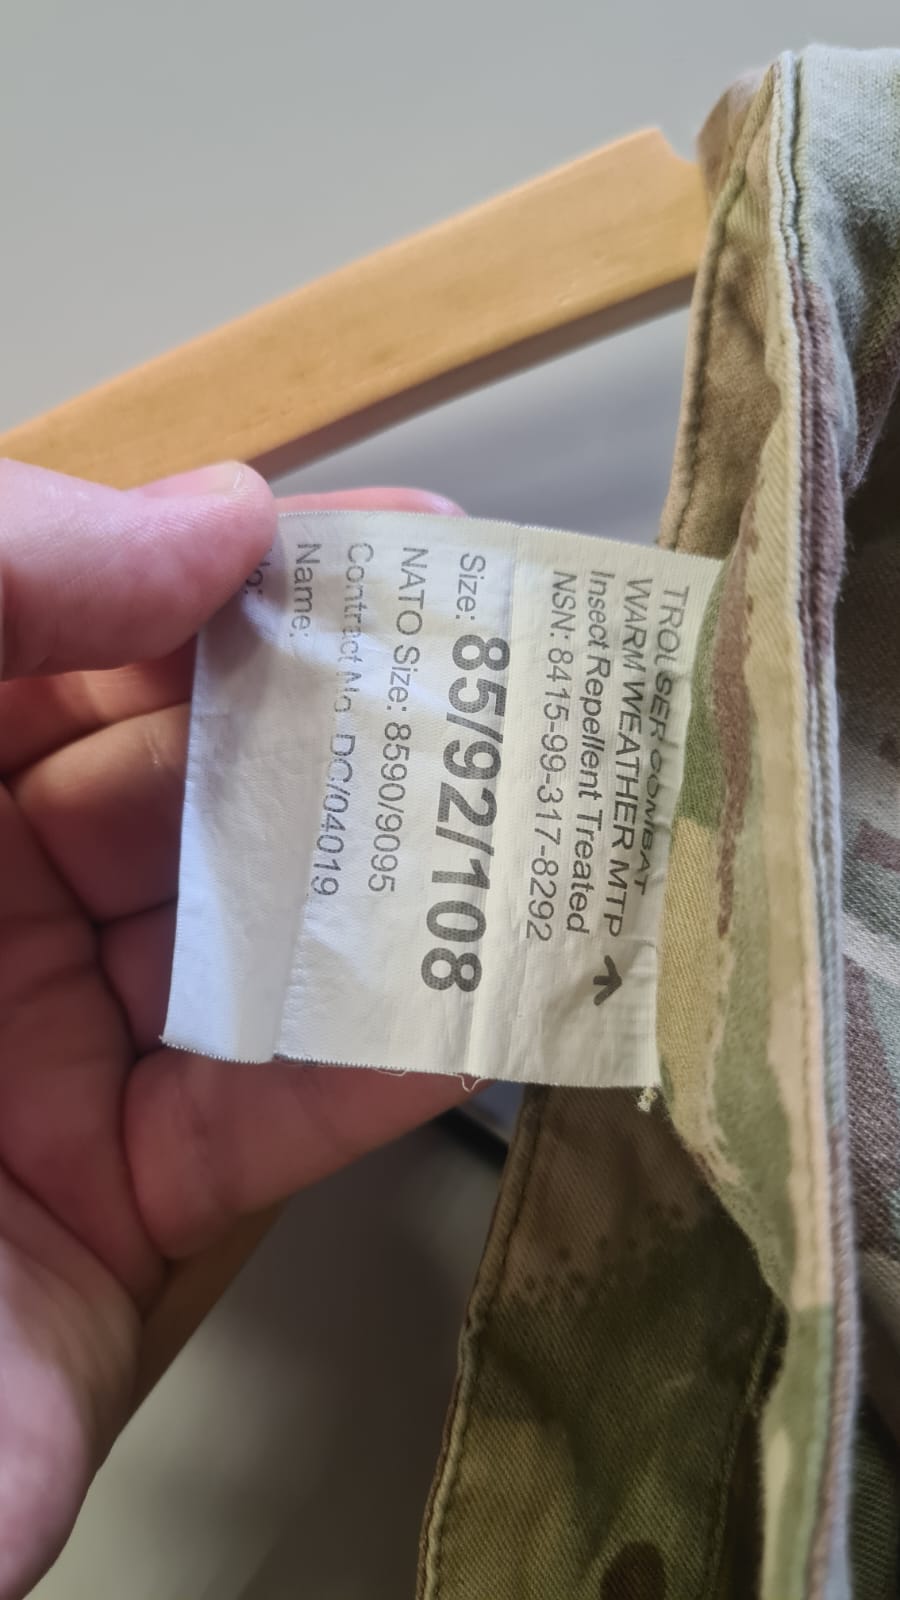 TROUSER COMBAT
WARM WEATHER MTP
Insect Repellent Treated
NSN: 8415-99-317-8292
Size: 85/92/108
NATO Size: 8590/9095
Contract No. DC/04019
Name: